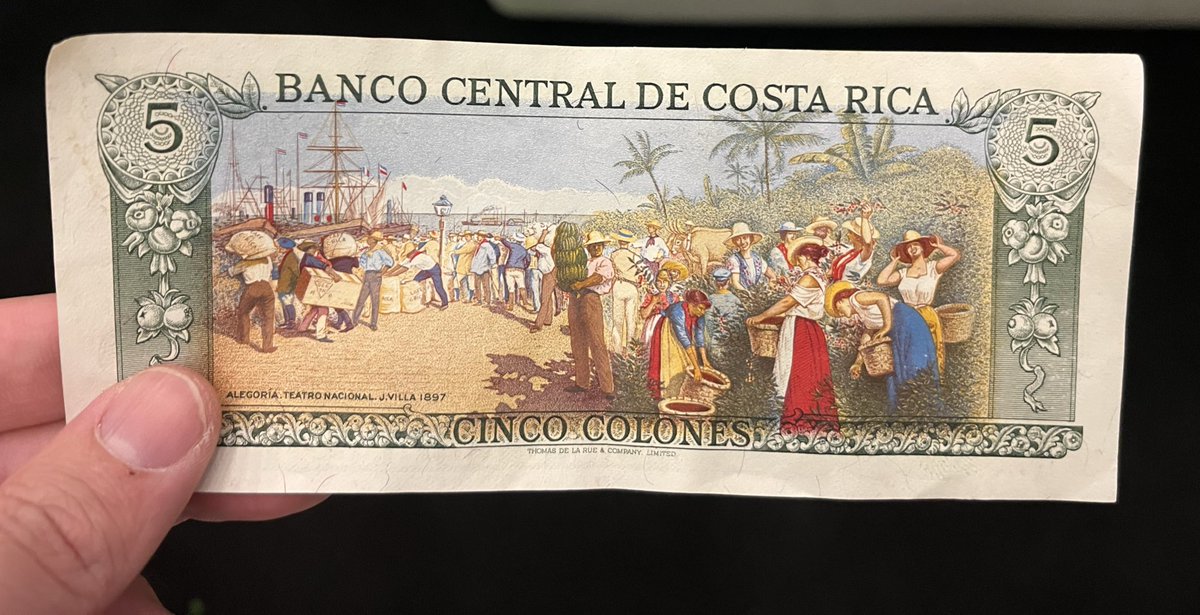 BANCO CENTRAL DE COSTA RICA
5
5
ALEGORÍA. TEATRO NACIONAL. J. VILLA 1897
CINCO COLONES
THOMAS DE LA RUE & COMPANY, LIMITED.